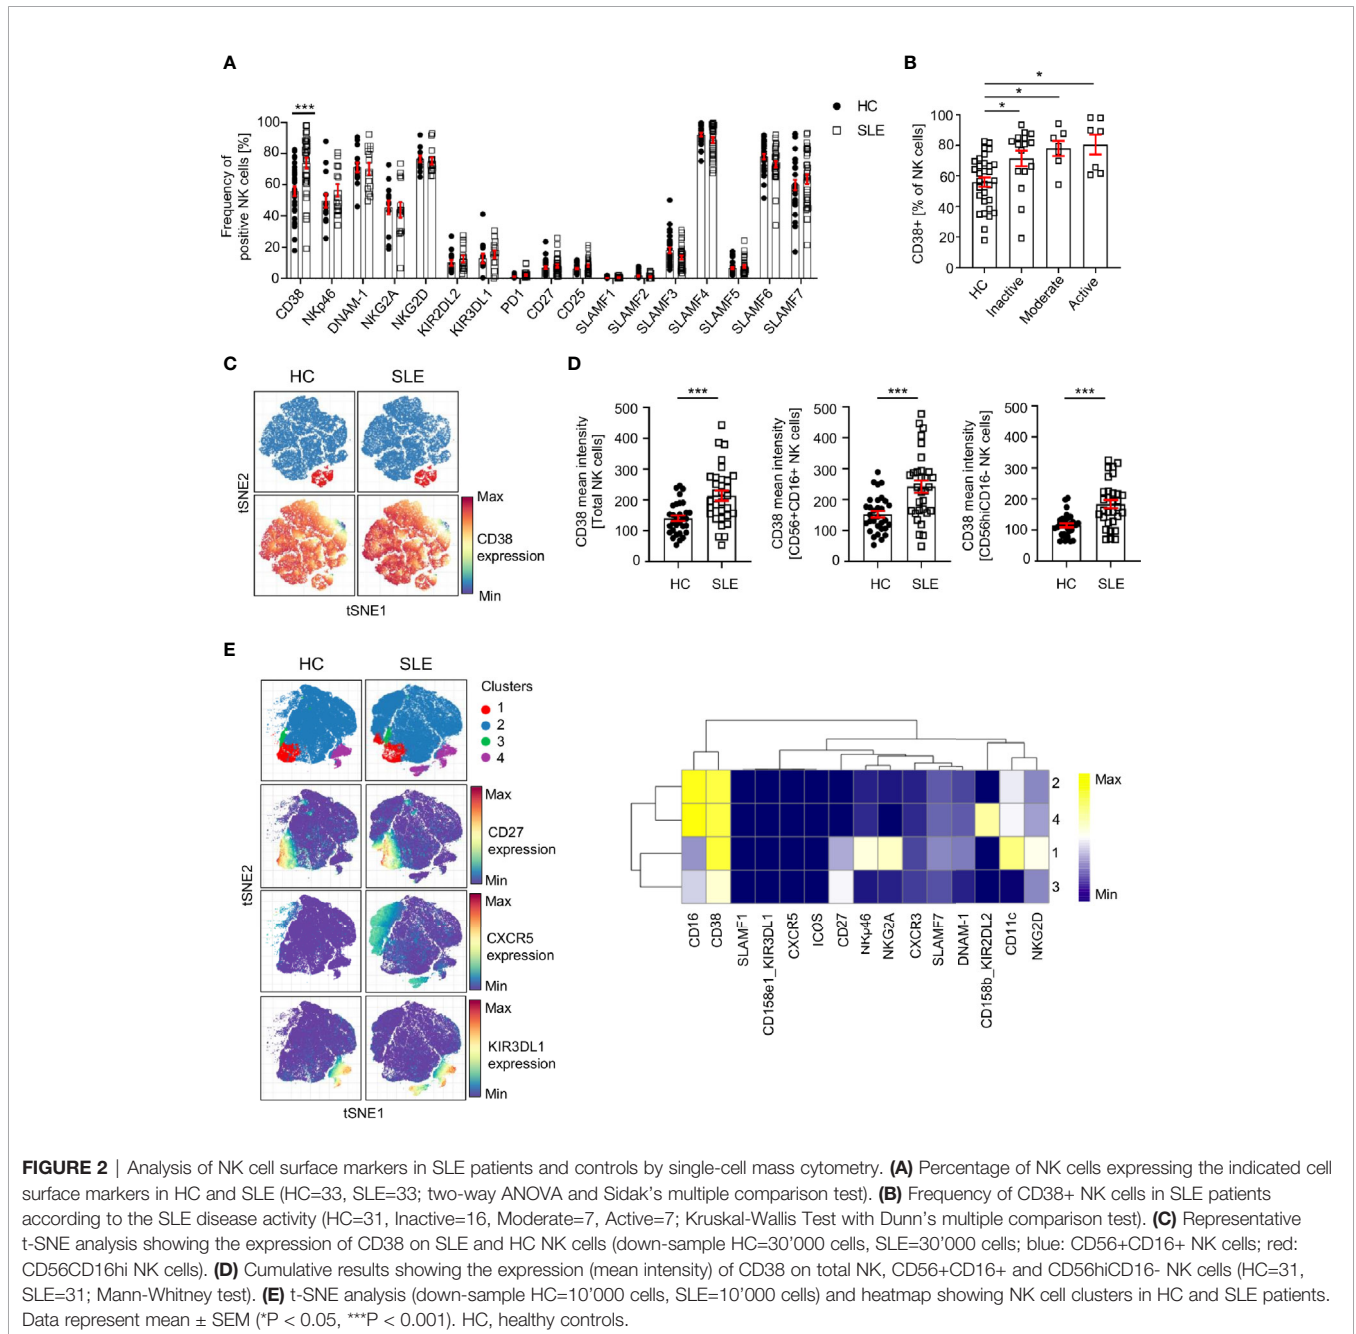 A
Frequency of
positive NK cells [%]
100
80
60
40
20
0
***
CD38
NKp46
DNAM-1
NKG2A
NKG2D
KIR2DL2
KIR3DL1
PD1
CD27
CD25
SLAMF1
SLAMF2
SLAMF3
SLAMF4
SLAMF5
SLAMF6
SLAMF7
HC
SLE
B
CD38+ [% of NK cells]
100
80
60
40
20
0
*
*
*
HC
Inactive
Moderate
Active
C
HC SLE
tSNE2
tSNE1
Max
CD38
expression
Min
D
CD38 mean intensity
[Total NK cells]
500
400
300
200
100
0
***
HC SLE
CD38 mean intensity
[CD56+CD16+ NK cells]
500
400
300
200
100
0
***
HC SLE
CD38 mean intensity
[CD56hiCD16- NK cells]
500
400
300
200
100
0
***
HC SLE
E
HC SLE
Clusters
1
2
3
4
Max
CD27
expression
Min
tSNE2
Max
CXCR5
expression
Min
Max
KIR3DL1
expression
Min
tSNE1
2
4
1
3
Max
Min
CD16
CD38
SLAMF1
CD158e1_KIR3DL1
CXCR5
ICOS
CD27
NKp46
NKG2A
CXCR3
SLAMF7
DNAM-1
CD158b_KIR2DL2
CD11c
NKG2D
FIGURE 2 | Analysis of NK cell surface markers in SLE patients and controls by single-cell mass cytometry. (A) Percentage of NK cells expressing the indicated cell
surface markers in HC and SLE (HC=33, SLE=33; two-way ANOVA and Sidak's multiple comparison test). (B) Frequency of CD38+ NK cells in SLE patients
according to the SLE disease activity (HC=31, Inactive=16, Moderate=7, Active=7; Kruskal-Wallis Test with Dunn's multiple comparison test). (C) Representative
t-SNE analysis showing the expression of CD38 on SLE and HC NK cells (down-sample HC=30'000 cells, SLE=30'000 cells; blue: CD56+CD16+ NK cells; red:
CD56CD16hi NK cells). (D) Cumulative results showing the expression (mean intensity) of CD38 on total NK, CD56+CD16+ and CD56hiCD16- NK cells (HC=31,
SLE=31; Mann-Whitney test). (E) t-SNE analysis (down-sample HC=10'000 cells, SLE=10'000 cells) and heatmap showing NK cell clusters in HC and SLE patients.
Data represent mean ± SEM (*P < 0.05, ***P < 0.001). HC, healthy controls.